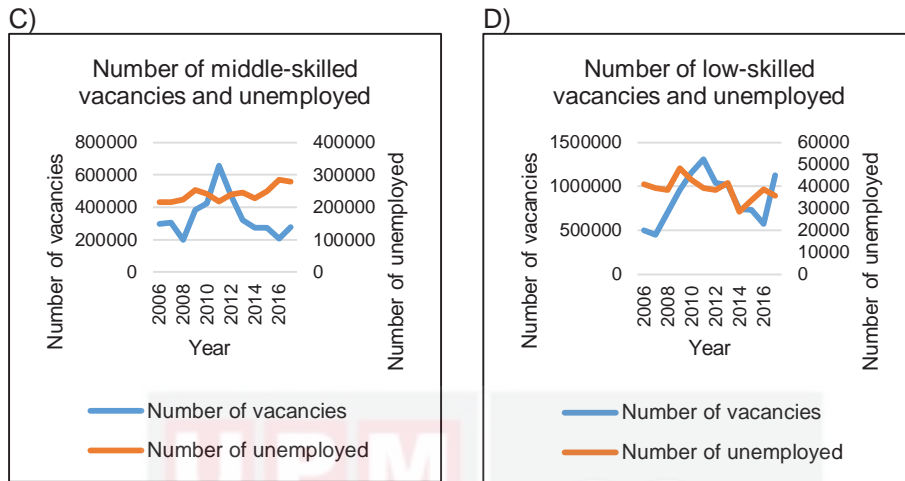 C)
Number of middle-skilled
vacancies and unemployed
Number of vacancies
800000
600000
400000
200000
0
400000
300000
200000
100000
0
Number of unemployed
2006
2008
2010
2012
2014
2016
Year
Number of vacancies
Number of unemployed
D)
Number of low-skilled
vacancies and unemployed
Number of vacancies
1500000
1000000
500000
0
60000
50000
40000
30000
20000
10000
0
Number of unemployed
2006
2008
2010
2012
2014
2016
Year
Number of vacancies
Number of unemployed
UPM